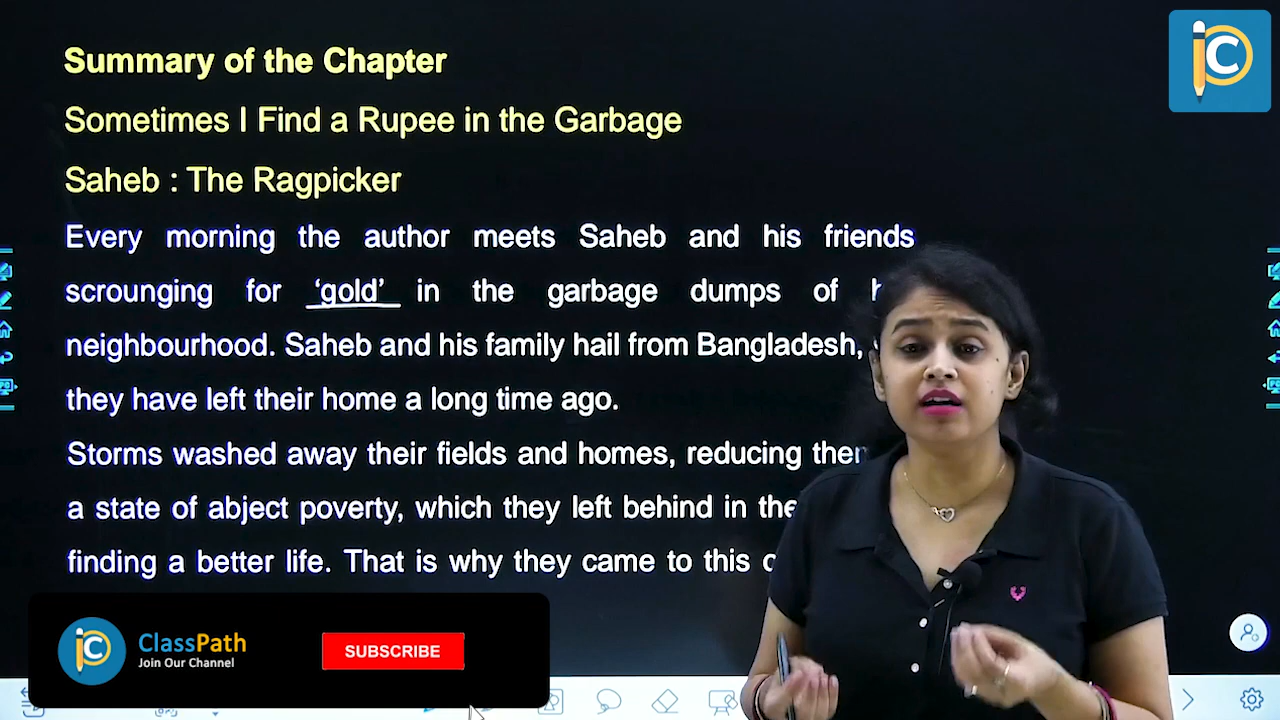 Summary of the Chapter
Sometimes I Find a Rupee in the Garbage
Saheb : The Ragpicker
Every morning the author meets Saheb and his friends
scrounging for ‘gold’ in the garbage dumps of
neighbourhood. Saheb and his family hail from Bangladesh,
they have left their home a long time ago.
Storms washed away their fields and homes, reducing
a state of abject poverty, which they left behind in
finding a better life. That is why they came to this
ClassPath
Join Our Channel
SUBSCRIBE